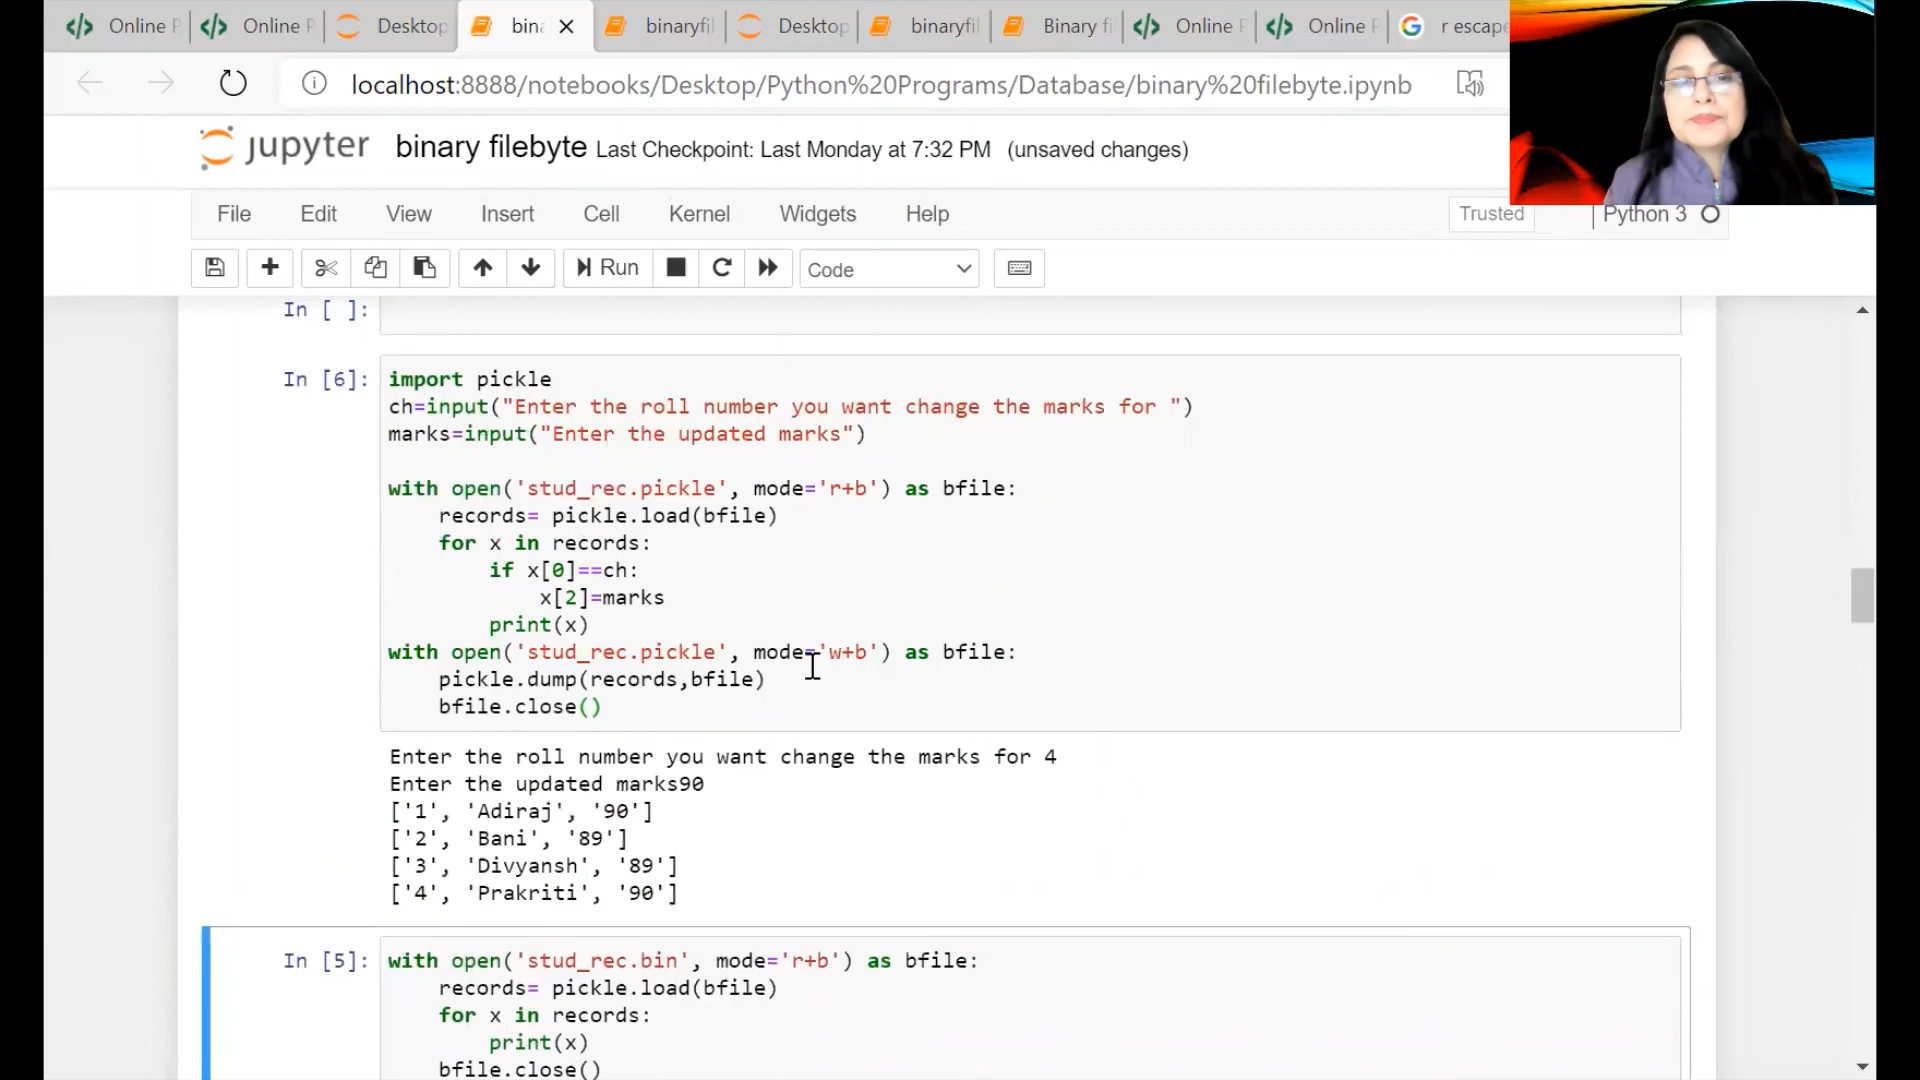 Online P
Online P
Desktop
bina
binaryfil
Desktop
binaryfil
Binary fi
Online P
Online P
r escape
localhost:8888/notebooks/Desktop/Python%20Programs/Database/binary%20filebyte.ipynb
jupyter binary filebyte Last Checkpoint: Last Monday at 7:32 PM (unsaved changes)
File Edit View Insert Cell Kernel Widgets Help Trusted Python 3
Run Code
In [ ]:
In [6]: import pickle
ch=input("Enter the roll number you want change the marks for ")
marks=input("Enter the updated marks")
with open('stud_rec.pickle', mode='r+b') as bfile:
records= pickle.load(bfile)
for x in records:
if x[0]==ch:
x[2]=marks
print(x)
with open('stud_rec.pickle', mode='w+b') as bfile:
pickle.dump(records,bfile)
bfile.close()
Enter the roll number you want change the marks for 4
Enter the updated marks90
['1', 'Adiraj', '90']
['2', 'Bani', '89']
['3', 'Divyansh', '89']
['4', 'Prakriti', '90']
In [5]: with open('stud_rec.bin', mode='r+b') as bfile:
records= pickle.load(bfile)
for x in records:
print(x)
bfile.close()